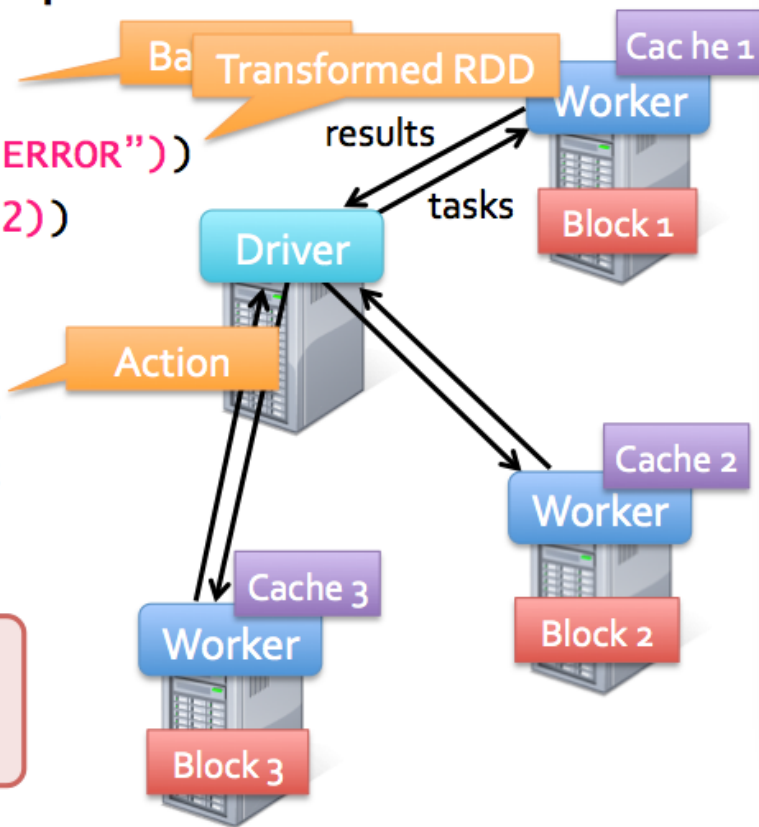 Ba
Transformed RDD
Cac he 1
Worker
results
ERROR”))
tasks
2))
Block 1
Driver
Action
Cache 2
Worker
Cache 3
Worker
Block 2
Block 3